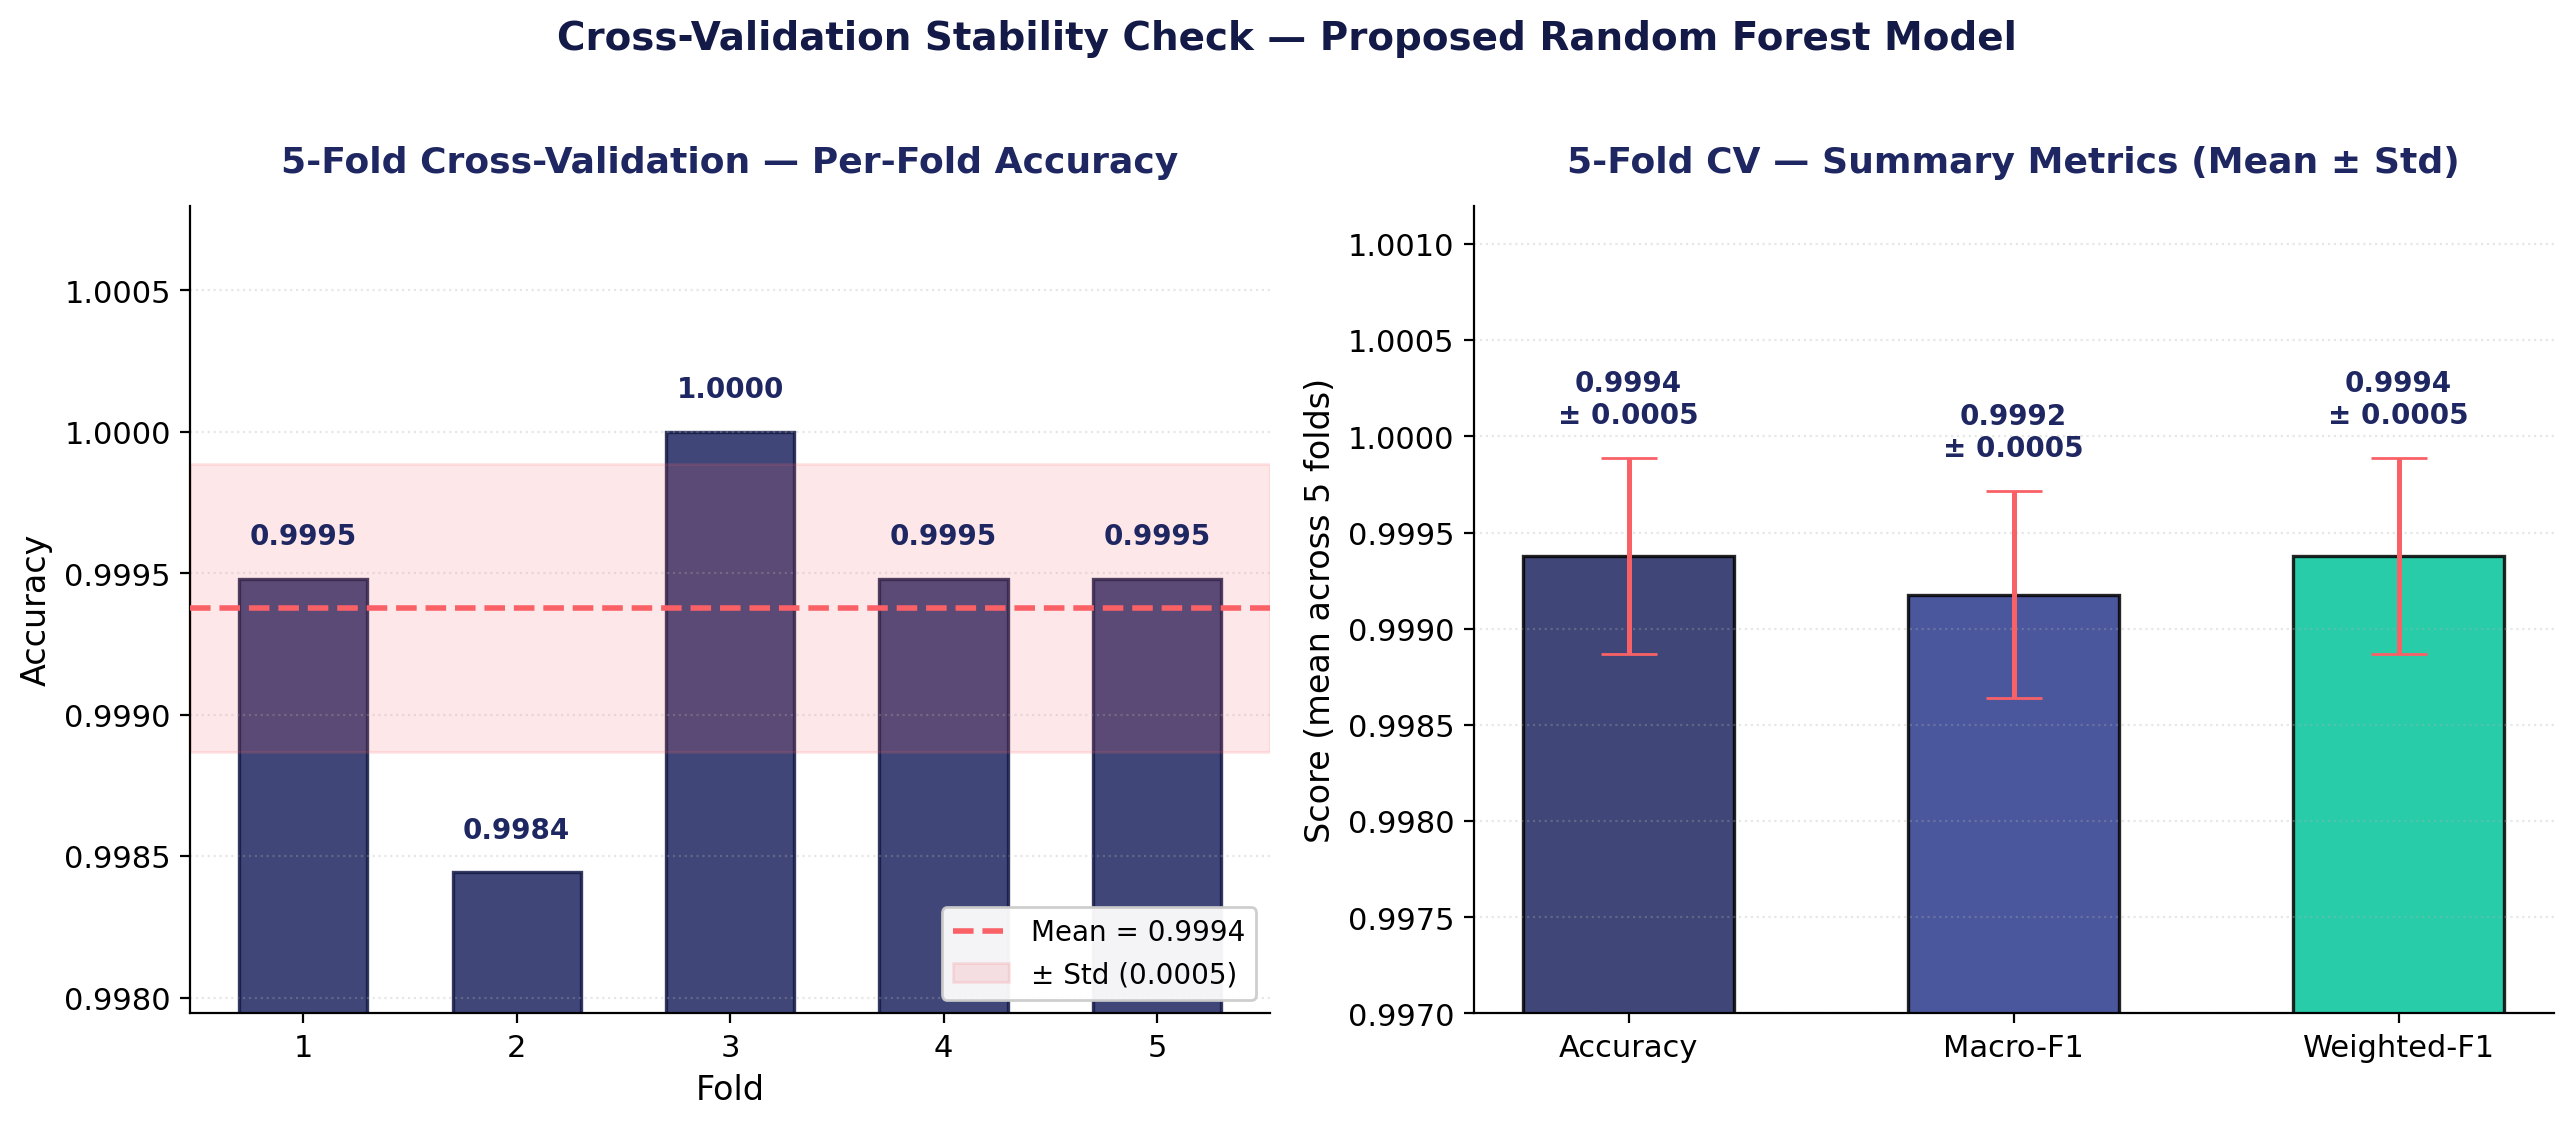 Cross-Validation Stability Check — Proposed Random Forest Model
5-Fold Cross-Validation — Per-Fold Accuracy
Accuracy
1.0005
1.0000
0.9995
0.9990
0.9985
0.9980
0.9995
0.9984
1.0000
0.9995
0.9995
Mean = 0.9994
± Std (0.0005)
1
2
3
4
5
Fold
5-Fold CV — Summary Metrics (Mean ± Std)
Score (mean across 5 folds)
1.0010
1.0005
1.0000
0.9995
0.9990
0.9985
0.9980
0.9975
0.9970
0.9994
± 0.0005
0.9992
± 0.0005
0.9994
± 0.0005
Accuracy
Macro-F1
Weighted-F1